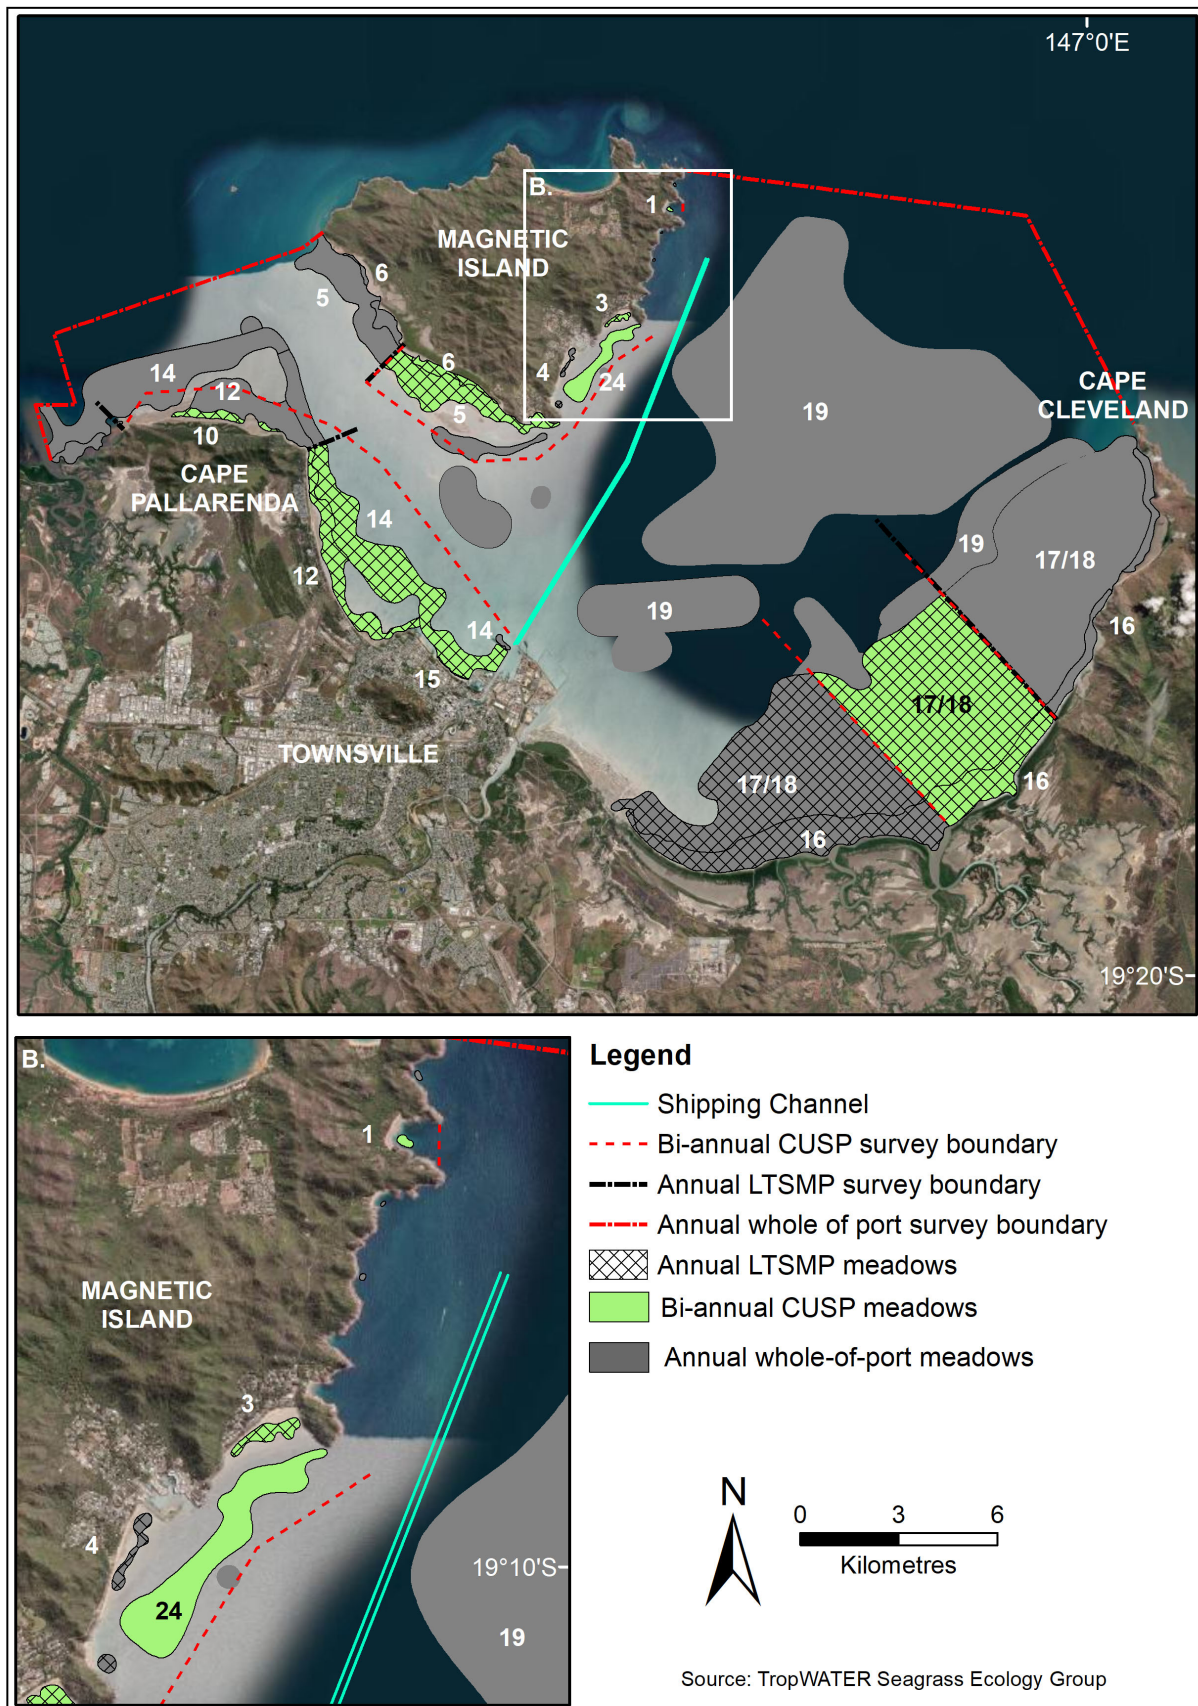 147°0'E
B.
1
MAGNETIC
ISLAND
6
5
3
14
6
4
24
12
5
10
19
CAPE
CLEVELAND
CAPE
PALLARENDA
14
19
17/18
12
19
14
16
15
17/18
TOWNSVILLE
17/18
16
16
19°20'S
B.
1
MAGNETIC
ISLAND
3
4
24
19°10'S
19
Legend
Shipping Channel
Bi-annual CUSP survey boundary
Annual LTSMP survey boundary
Annual whole of port survey boundary
Annual LTSMP meadows
Bi-annual CUSP meadows
Annual whole-of-port meadows
N
0 3 6
Kilometres
Source: TropWATER Seagrass Ecology Group